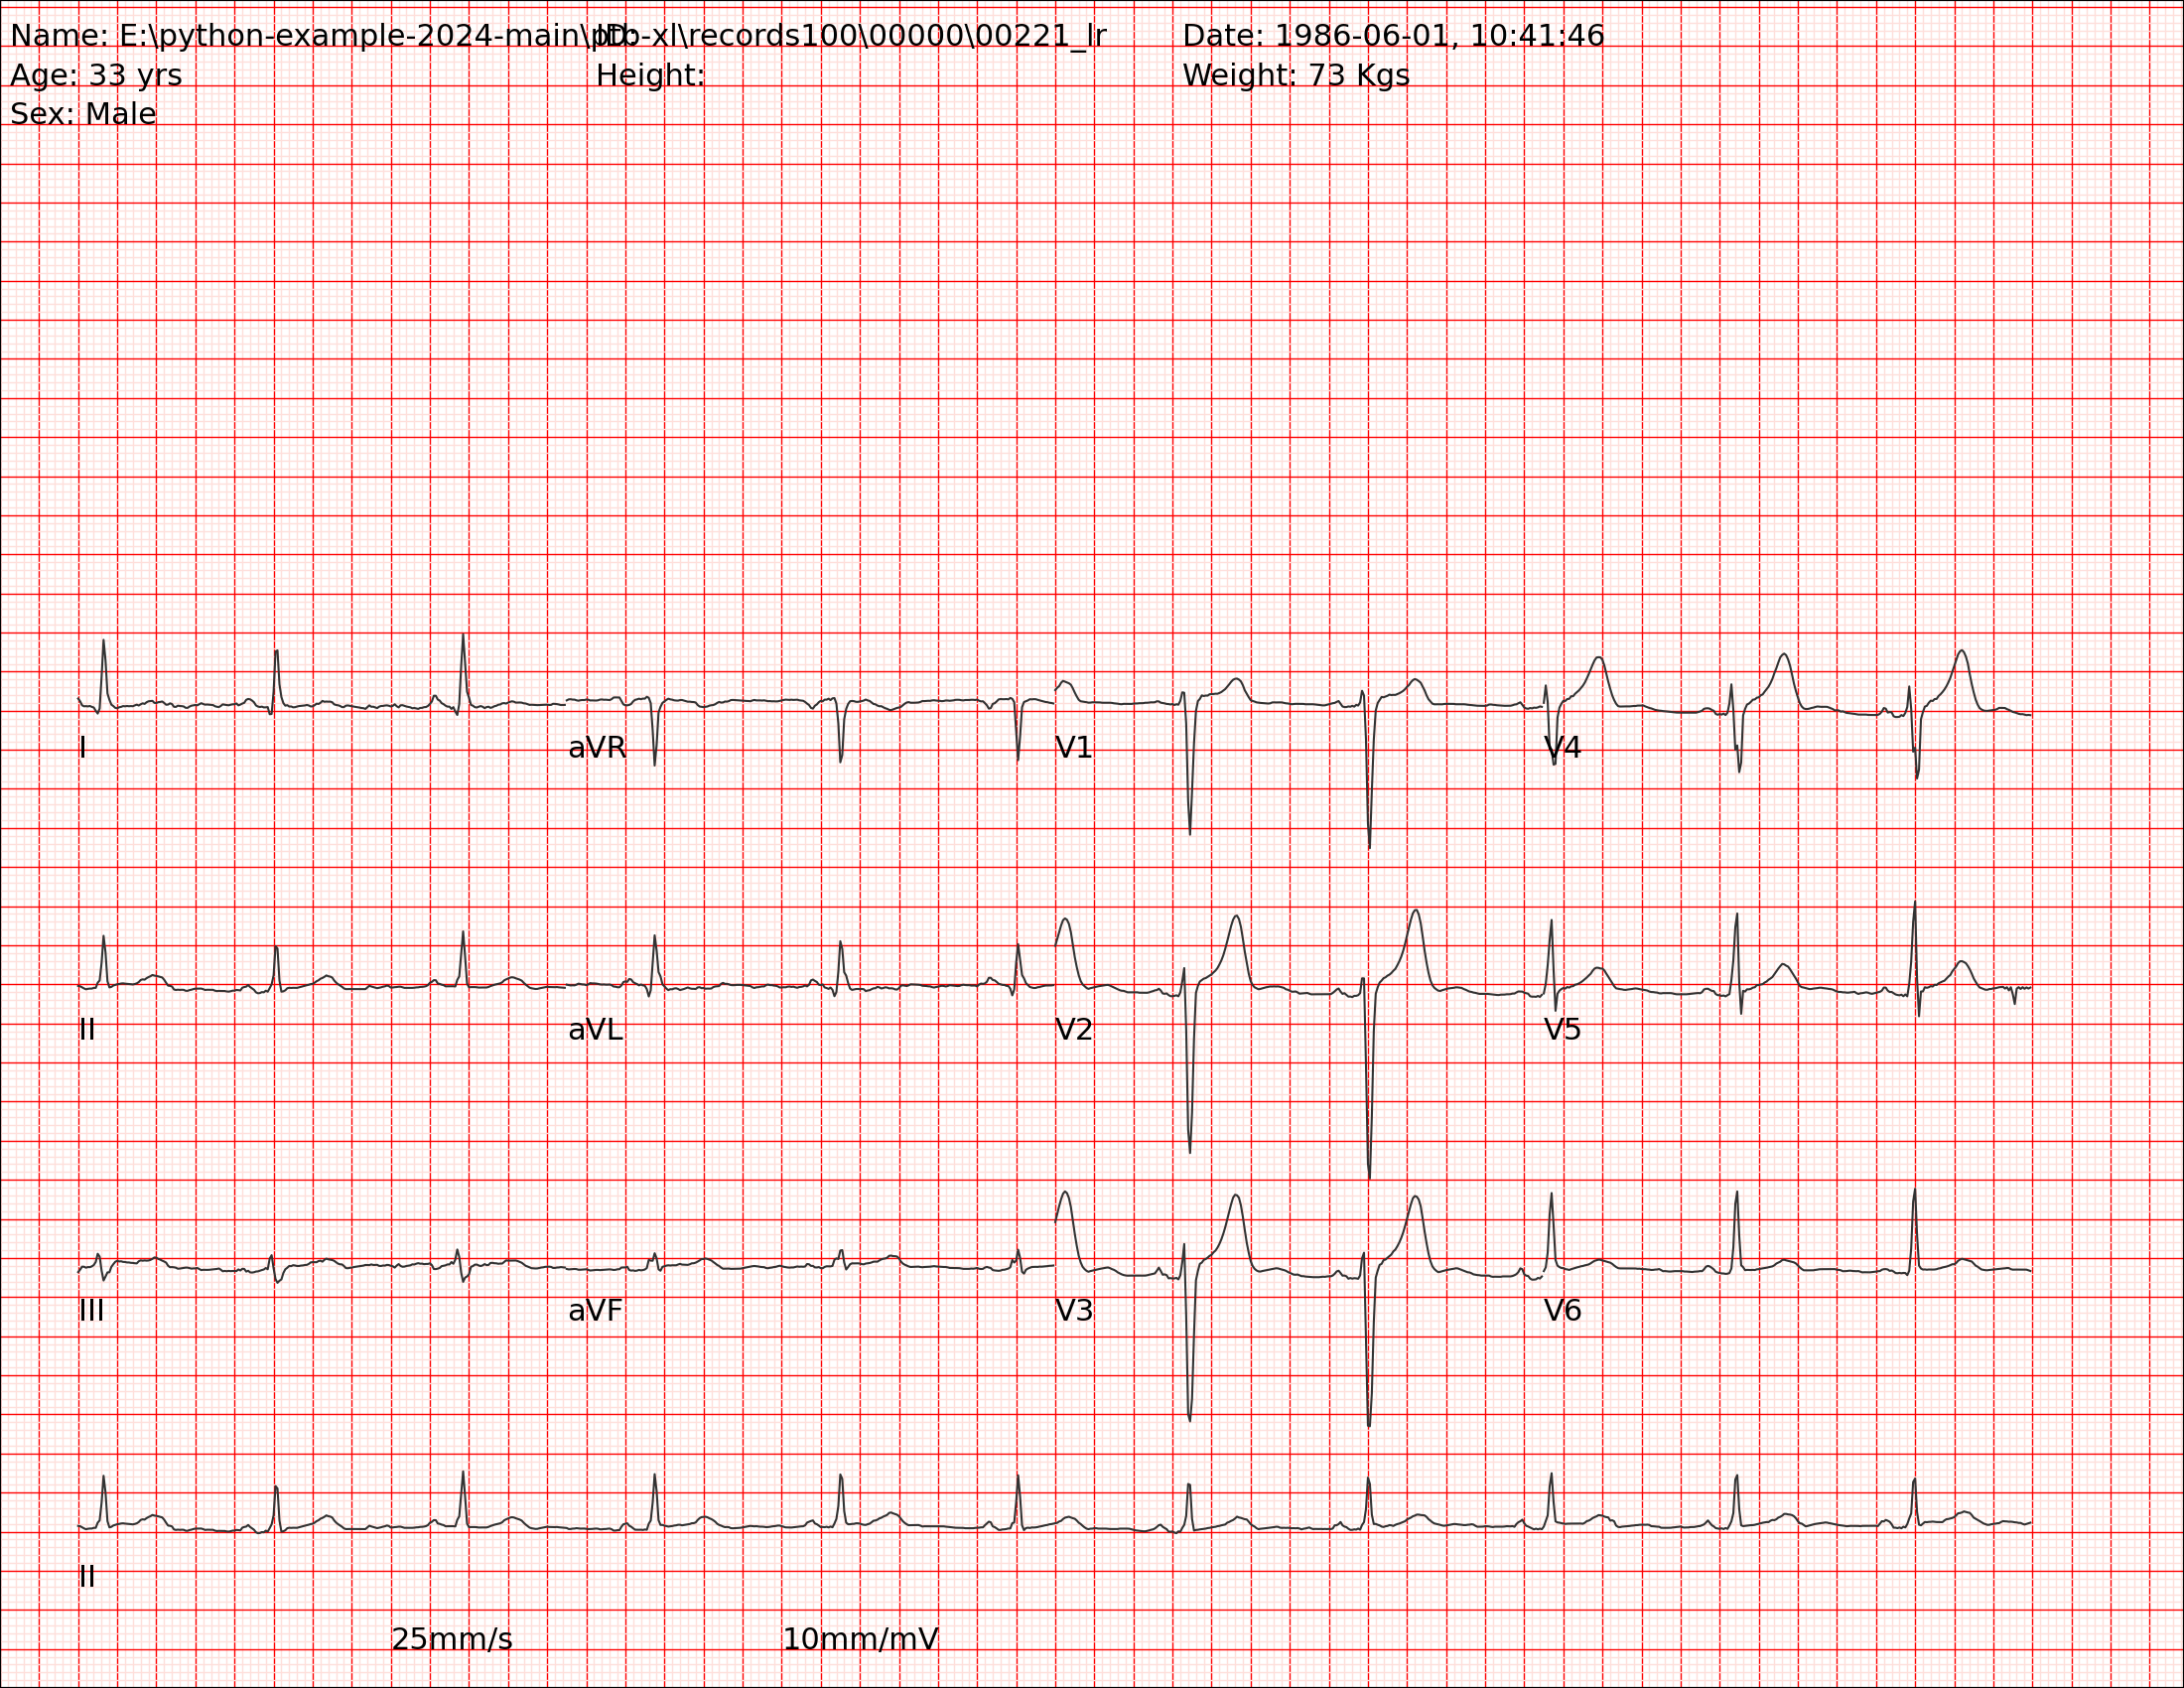 Name: E:\python-example-2024-main\ptb-xl\records100\00000\00221_lr ID: Date: 1986-06-01, 10:41:46
Age: 33 yrs Height: Weight: 73 Kgs
Sex: Male
I aVR V1 V4
II aVL V2 V5
III aVF V3 V6
II
25mm/s 10mm/mV